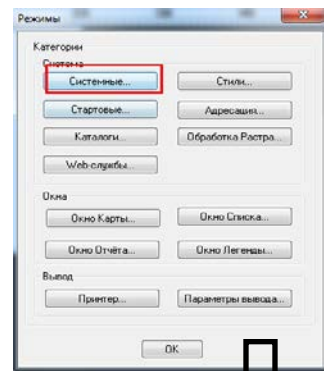 Режимы
Категории
Система
Системные...
Стили...
Стартовые...
Адресация...
Каталоги...
Обработка Растра...
Web-службы...
Окна
Окно Карты...
Окно Списка...
Окно Отчёта...
Окно Легенды...
Вывод
Принтер...
Параметры вывода...
OK